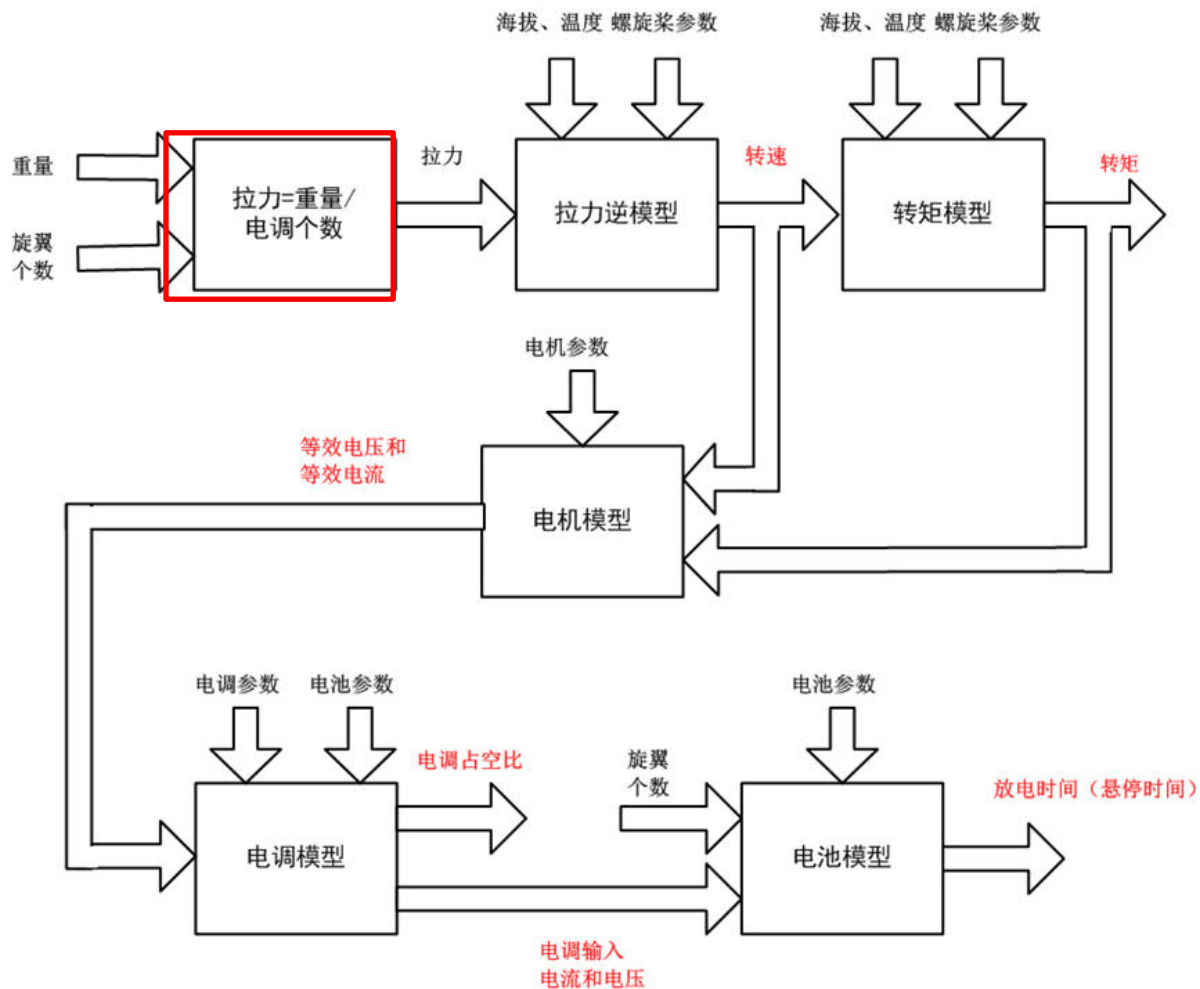 海拔、温度 螺旋桨参数
海拔、温度 螺旋桨参数
重量
旋翼
个数
拉力=重量/
电调个数
拉力
拉力逆模型
转速
转矩模型
转矩
电机参数
等效电压和
等效电流
电机模型
电调参数
电池参数
电池参数
电调占空比
旋翼
个数
放电时间（悬停时间）
电调模型
电池模型
电调输入
电流和电压